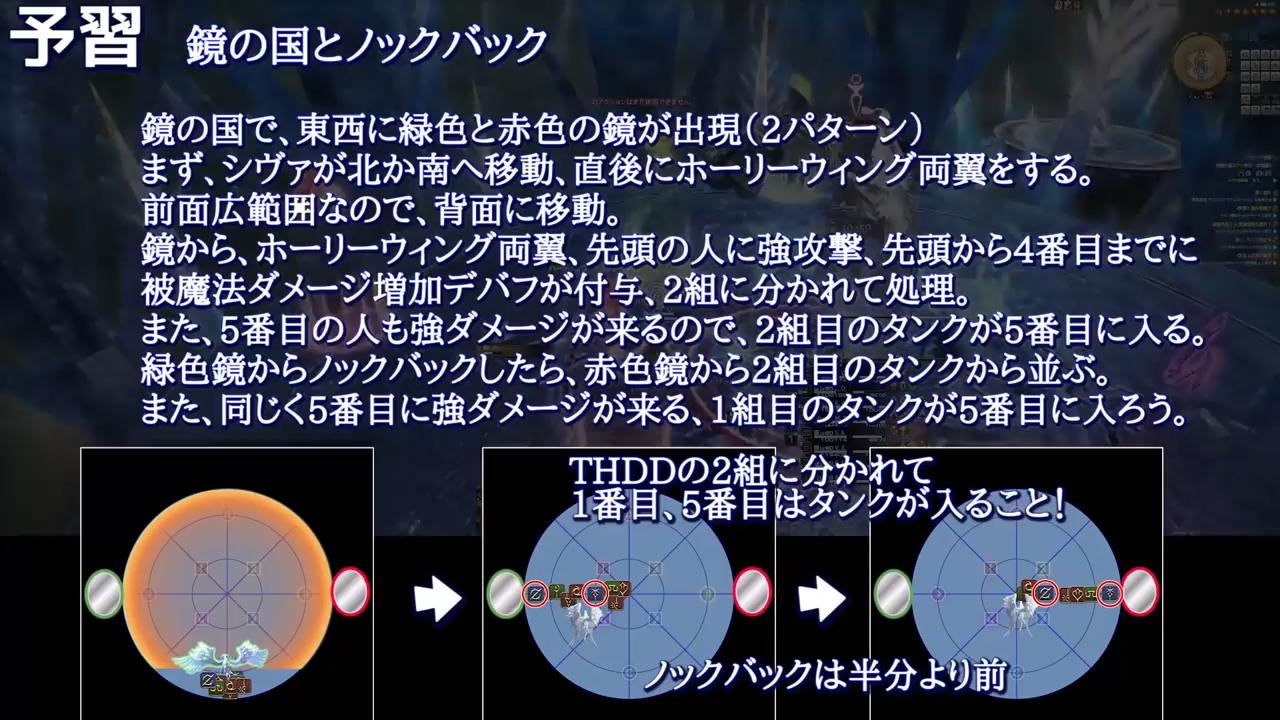 予習
鏡の国とノックバック
鏡の国で、東西に緑色と赤色の鏡が出現（2パターン）
まず、シヴァが北か南へ移動、直後にホーリーウィング両翼をする。
前面広範囲なので、背面に移動。
鏡から、ホーリーウィング両翼、先頭の人に強攻撃、先頭から4番目までに
被魔法ダメージ増加デバフが付与、2組に分かれて処理。
また、5番目の人も強ダメージが来るので、2組目のタンクが5番目に入る。
緑色鏡からノックバックしたら、赤色鏡から2組目のタンクから並ぶ。
また、同じく5番目に強ダメージが来る、1組目のタンクが5番目に入ろう。
THDDの2組に分かれて
1番目、5番目はタンクが入ること！
ノックバックは半分より前